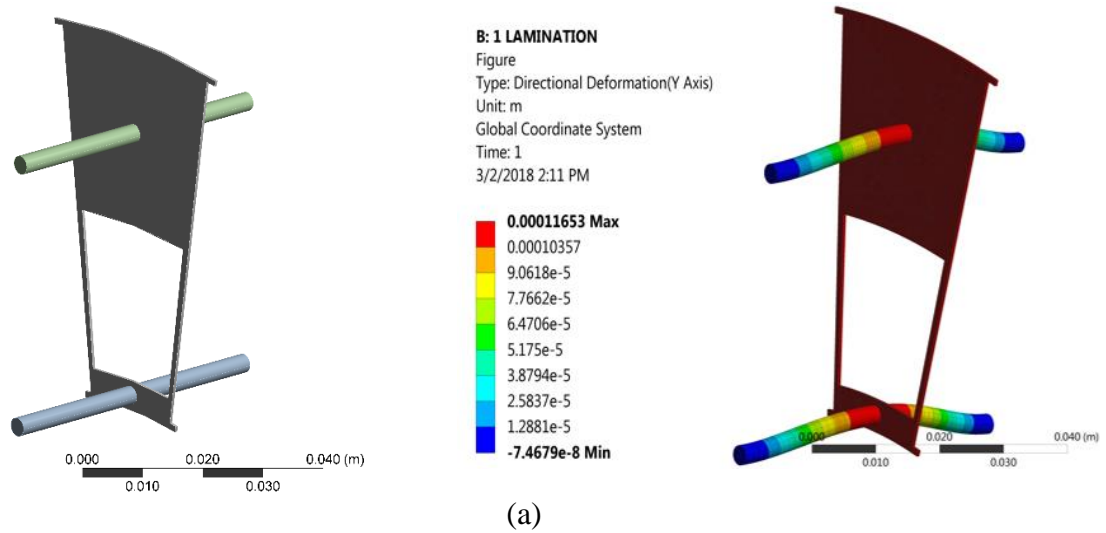 B: 1 LAMINATION
Figure
Type: Directional Deformation(Y Axis)
Unit: m
Global Coordinate System
Time: 1
3/2/2018 2:11 PM
0.00011653 Max
0.00010357
9.0618e-5
7.7662e-5
6.4706e-5
5.175e-5
3.8794e-5
2.5837e-5
1.2881e-5
-7.4679e-8 Min
0.000 0.020 0.040 (m)
0.010 0.030
0.000 0.020 0.040 (m)
0.010 0.030
(a)